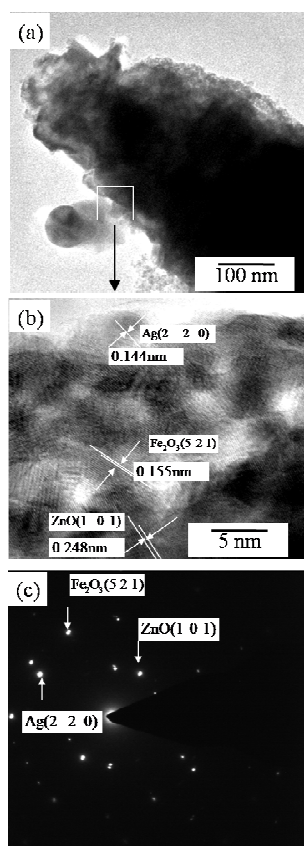 (a)
100 nm
(b)
Ag(2 2 0)
0.144nm
Fe₂O₃(5 2 1)
0.155nm
ZnO(1 0 1)
0.248nm
5 nm
(c)
Fe₂O₃(5 2 1)
ZnO(1 0 1)
Ag(2 2 0)